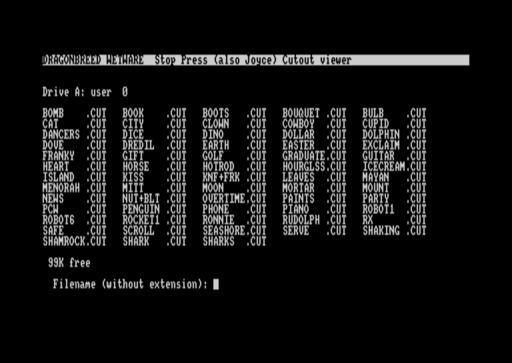 DRAGONBREED WETWARE  Stop Press (also Joyce) Cutout viewer
Drive A: user  0
BOMB    .CUT  BOOK    .CUT  BOOTS   .CUT  BOUQUET .CUT  BULB    .CUT
CAT     .CUT  CITY    .CUT  CLOWN   .CUT  COWBOY  .CUT  CUPID   .CUT
DANCERS .CUT  DICE    .CUT  DINO    .CUT  DOLLAR  .CUT  DOLPHIN .CUT
DOVE    .CUT  DREDIL  .CUT  EARTH   .CUT  EASTER  .CUT  EXCLAIM .CUT
FRANKY  .CUT  GIFT    .CUT  GOLF    .CUT  GRADUATE.CUT  GUITAR  .CUT
HEART   .CUT  HORSE   .CUT  HOTROD  .CUT  HOURGLSS.CUT  ICECREAM.CUT
ISLAND  .CUT  KISS    .CUT  KNF+FRK .CUT  LEAVES  .CUT  MAYAN   .CUT
MENORAH .CUT  MITT    .CUT  MOON    .CUT  MORTAR  .CUT  MOUNT   .CUT
NEWS    .CUT  NUT+BLT .CUT  OVERTIME.CUT  PAINTS  .CUT  PARTY   .CUT
PCW     .CUT  PENGUIN .CUT  PHONE   .CUT  PIANO   .CUT  ROBOT1  .CUT
ROBOT6  .CUT  ROCKET1 .CUT  RONNIE  .CUT  RUDOLPH .CUT  RX      .CUT
SAFE    .CUT  SCROLL  .CUT  SEASHORE.CUT  SERVE   .CUT  SHAKING .CUT
SHAMROCK.CUT  SHARK   .CUT  SHARKS  .CUT
99K free
Filename (without extension):